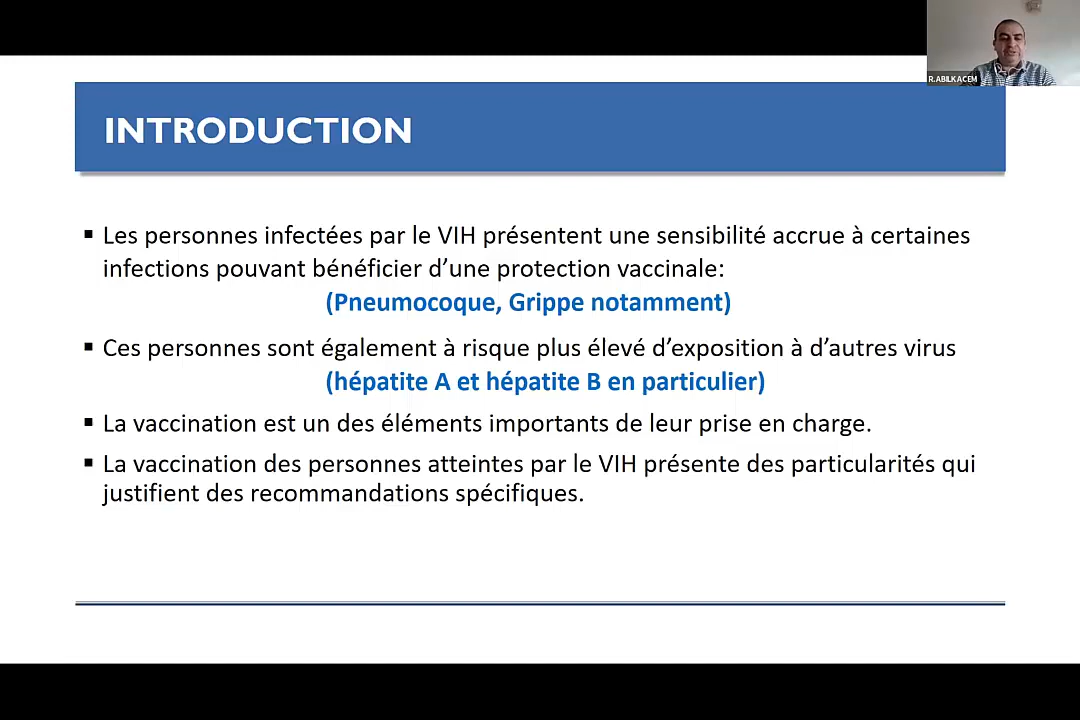 R.ABILKACEM
INTRODUCTION
▪ Les personnes infectées par le VIH présentent une sensibilité accrue à certaines
infections pouvant bénéficier d’une protection vaccinale:
(Pneumocoque, Grippe notamment)
▪ Ces personnes sont également à risque plus élevé d’exposition à d’autres virus
(hépatite A et hépatite B en particulier)
▪ La vaccination est un des éléments importants de leur prise en charge.
▪ La vaccination des personnes atteintes par le VIH présente des particularités qui
justifient des recommandations spécifiques.